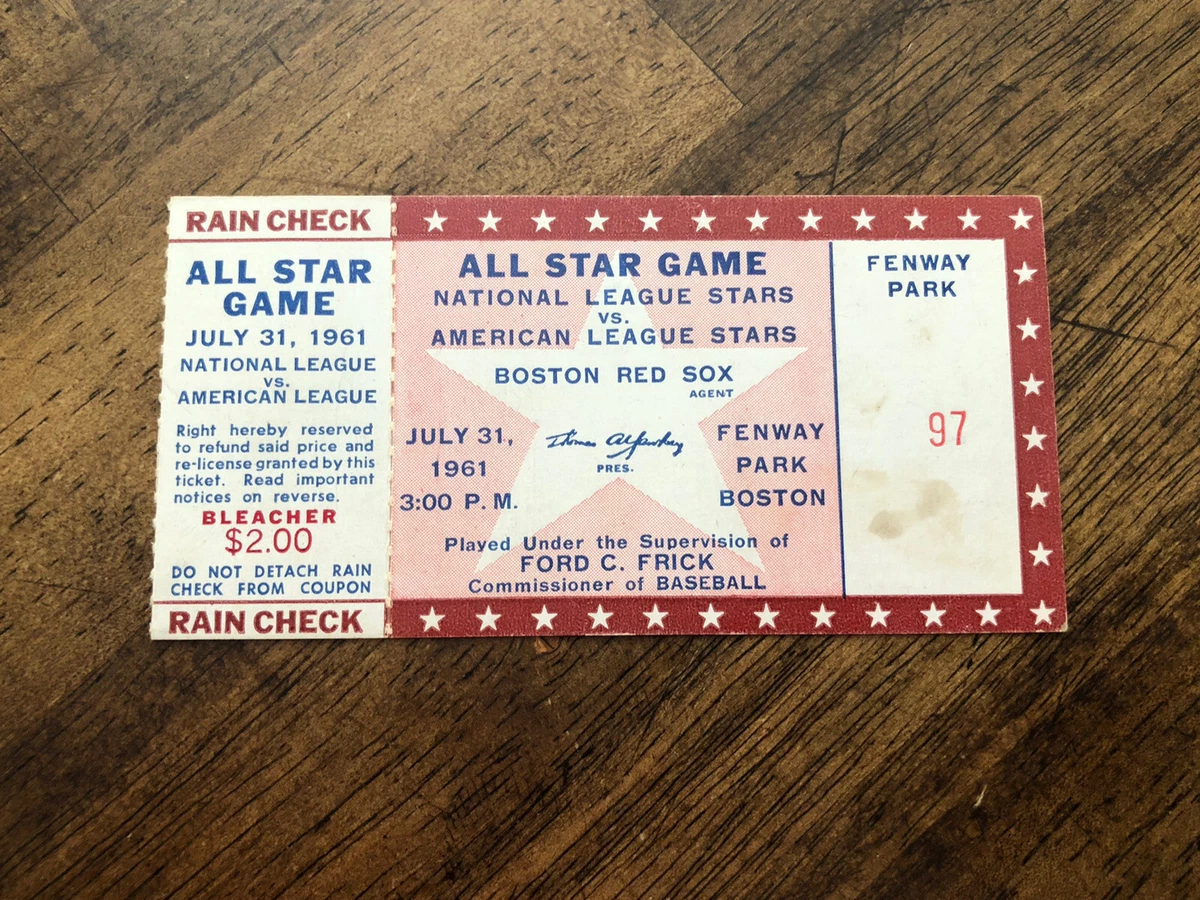 RAIN CHECK
ALL STAR
GAME
JULY 31, 1961
NATIONAL LEAGUE
VS.
AMERICAN LEAGUE
Right hereby reserved
to refund said price and
re-license granted by this
ticket. Read important
notices on reverse.
BLEACHER
$2.00
DO NOT DETACH RAIN
CHECK FROM COUPON
RAIN CHECK
ALL STAR GAME
NATIONAL LEAGUE STARS
VS.
AMERICAN LEAGUE STARS
BOSTON RED SOX
AGENT
JULY 31,
1961
3:00 P. M.
Thomas A Yawkey
PRES.
FENWAY
PARK
BOSTON
Played Under the Supervision of
FORD C. FRICK
Commissioner of BASEBALL
FENWAY
PARK
97